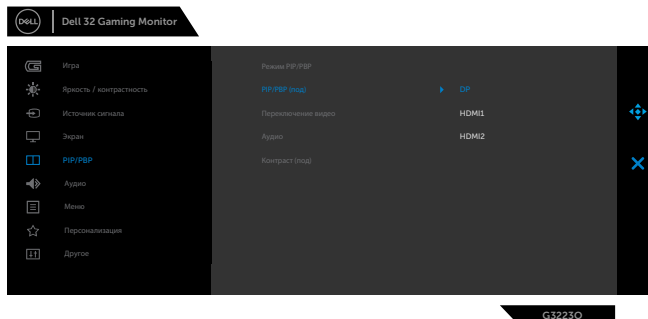 DELL
Dell 32 Gaming Monitor
Игра
Режим PIP/PBP
Яркость / контрастность
PIP/PBP (под)
DP
Источник сигнала
Переключение видео
HDMI1
Экран
Аудио
HDMI2
PIP/PBP
Контраст (под)
Аудио
Меню
Персонализация
Другое
G3223Q